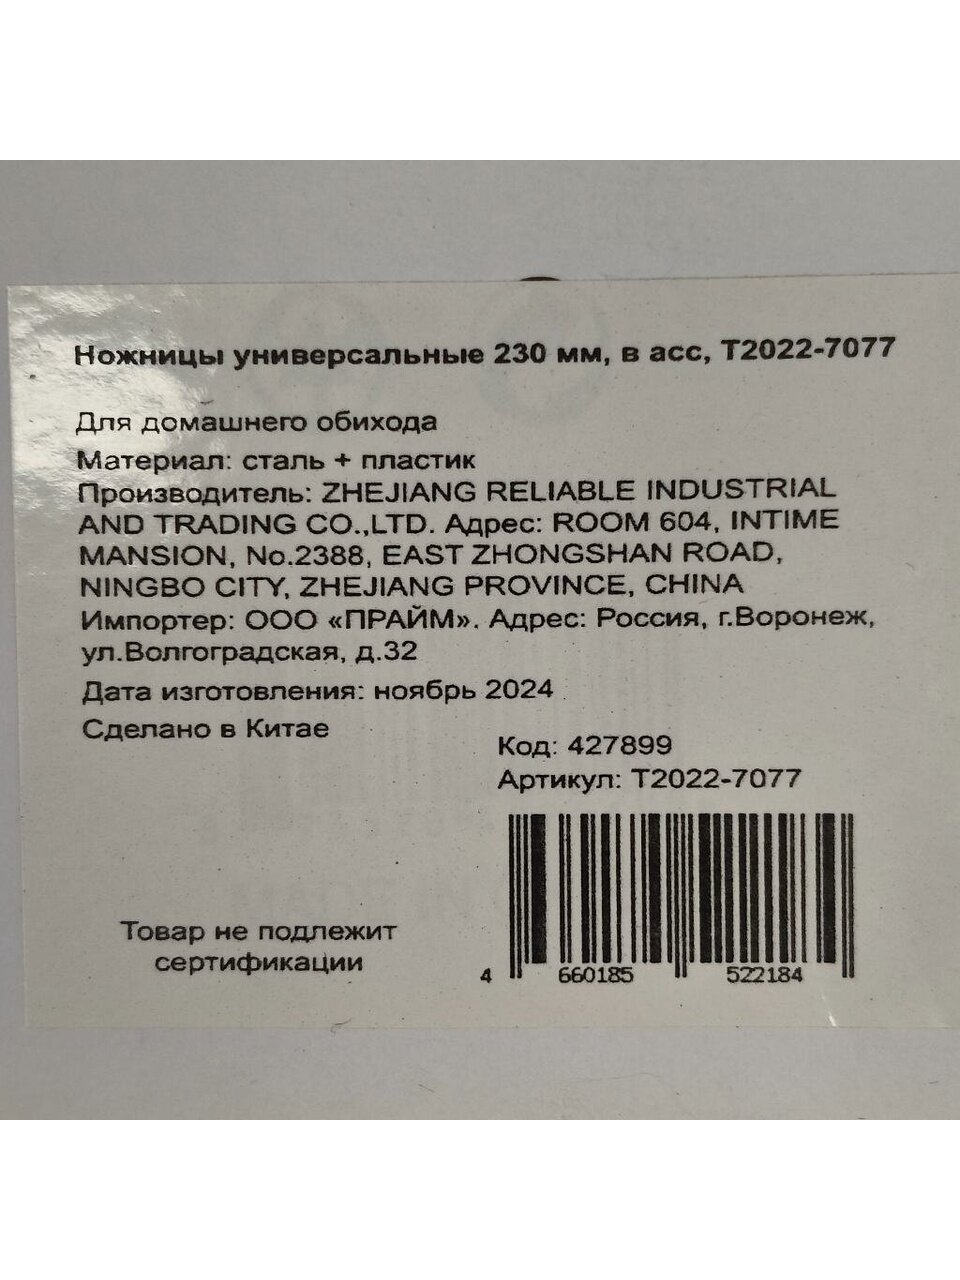 Ножницы универсальные 230 мм, в асс, Т2022-7077
Для домашнего обихода
Материал: сталь + пластик
Производитель: ZHEJIANG RELIABLE INDUSTRIAL
AND TRADING CO.,LTD. Адрес: ROOM 604, INTIME
MANSION, No.2388, EAST ZHONGSHAN ROAD,
NINGBO CITY, ZHEJIANG PROVINCE, CHINA
Импортер: ООО «ПРАЙМ». Адрес: Россия, г.Воронеж,
ул.Волгоградская, д.32
Дата изготовления: ноябрь 2024
Сделано в Китае
Код: 427899
Артикул: Т2022-7077
Товар не подлежит
сертификации
4 660185 522184